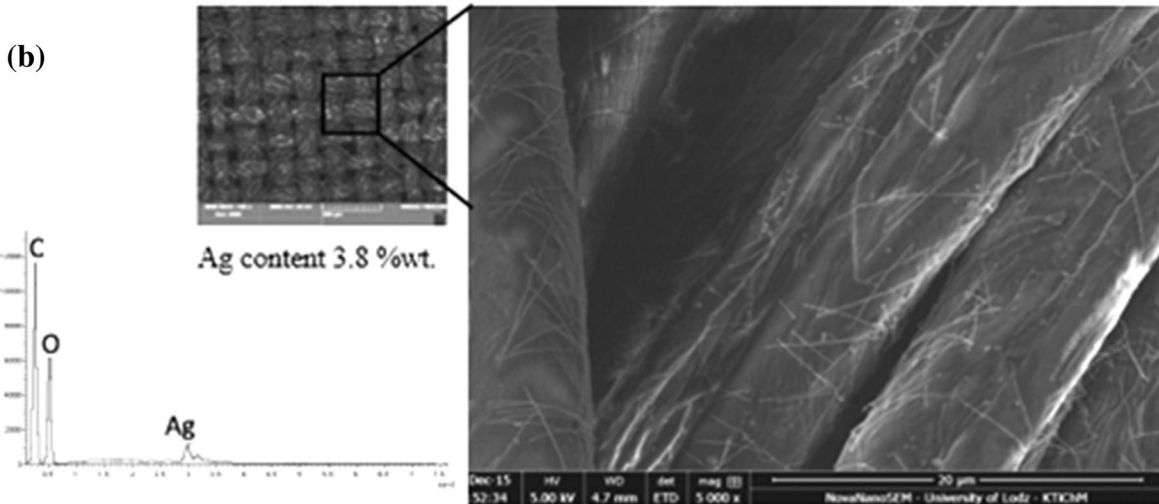 (b)
Ag content 3.8 %wt.
C
O
Ag
Dec-15 HV WD det mag 20 µm
52:34 5.00 kV 4.7 mm ETD 5 000 x NovaNanoSEM - University of Lodz - KTiChM